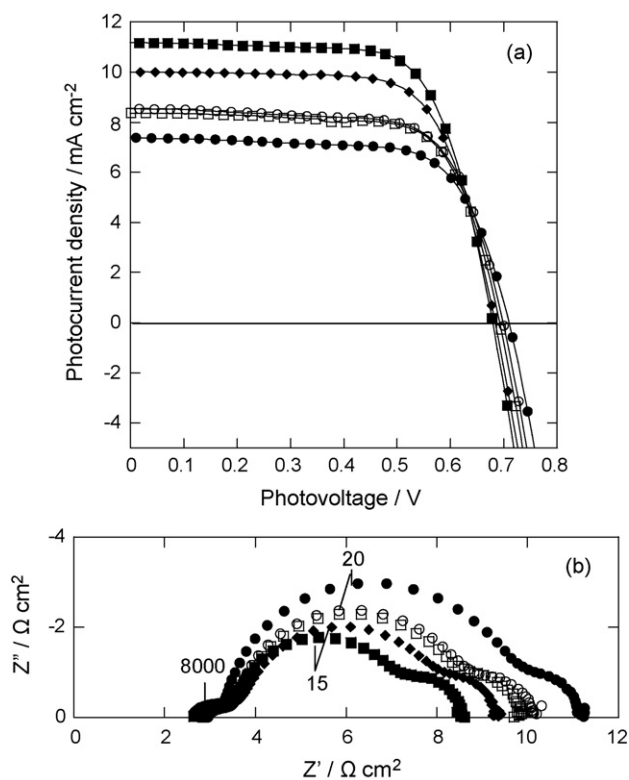 12
(a)
10
8
6
4
2
0
-2
-4
Photocurrent density / mA cm-2
0 0.1 0.2 0.3 0.4 0.5 0.6 0.7 0.8
Photovoltage / V
-4
(b)
20
-2
8000
15
0
Z" / Ω cm²
0 2 4 6 8 10 12
Z' / Ω cm²